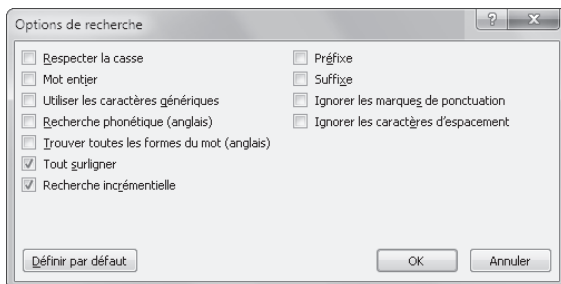 Options de recherche
Respecter la casse
Mot entier
Utiliser les caractères génériques
Recherche phonétique (anglais)
Trouver toutes les formes du mot (anglais)
Tout surligner
Recherche incrémentielle
Préfixe
Suffixe
Ignorer les marques de ponctuation
Ignorer les caractères d'espacement
Définir par défaut
OK
Annuler